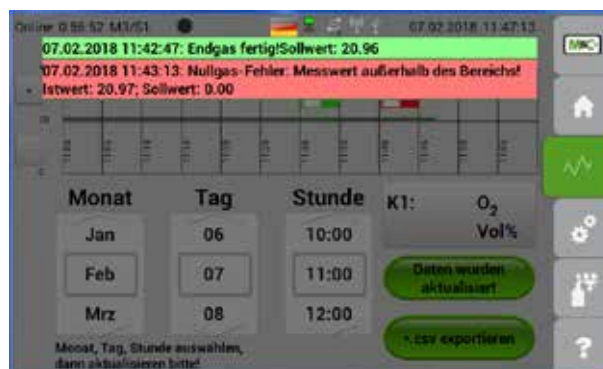 Online 0:56:52 M1/S1 07.02.2018 11:47:13
07.02.2018 11:42:47: Endgas fertig!Sollwert: 20.96
07.02.2018 11:43:13: Nullgas-Fehler: Messwert außerhalb des Bereichs!
Istwert: 20.97; Sollwert: 0.00
Monat Tag Stunde
K1: O₂
Vol%
Jan 06 10:00
Feb 07 11:00
Mrz 08 12:00
Daten wurden
aktualisiert
*.csv exportieren
Monat, Tag, Stunde auswählen,
dann aktualisieren bitte!
?